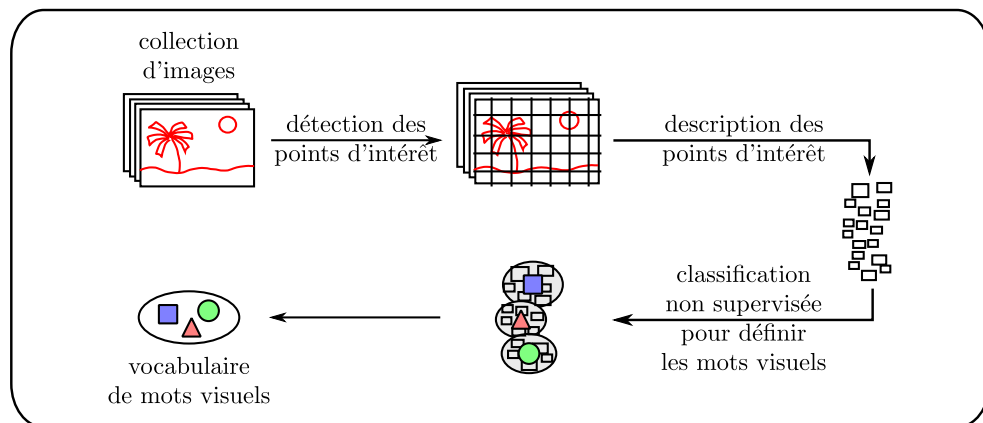 collection
d'images
détection des
points d'intérêt
description des
points d'intérêt
classification
non supervisée
pour définir
les mots visuels
vocabulaire
de mots visuels